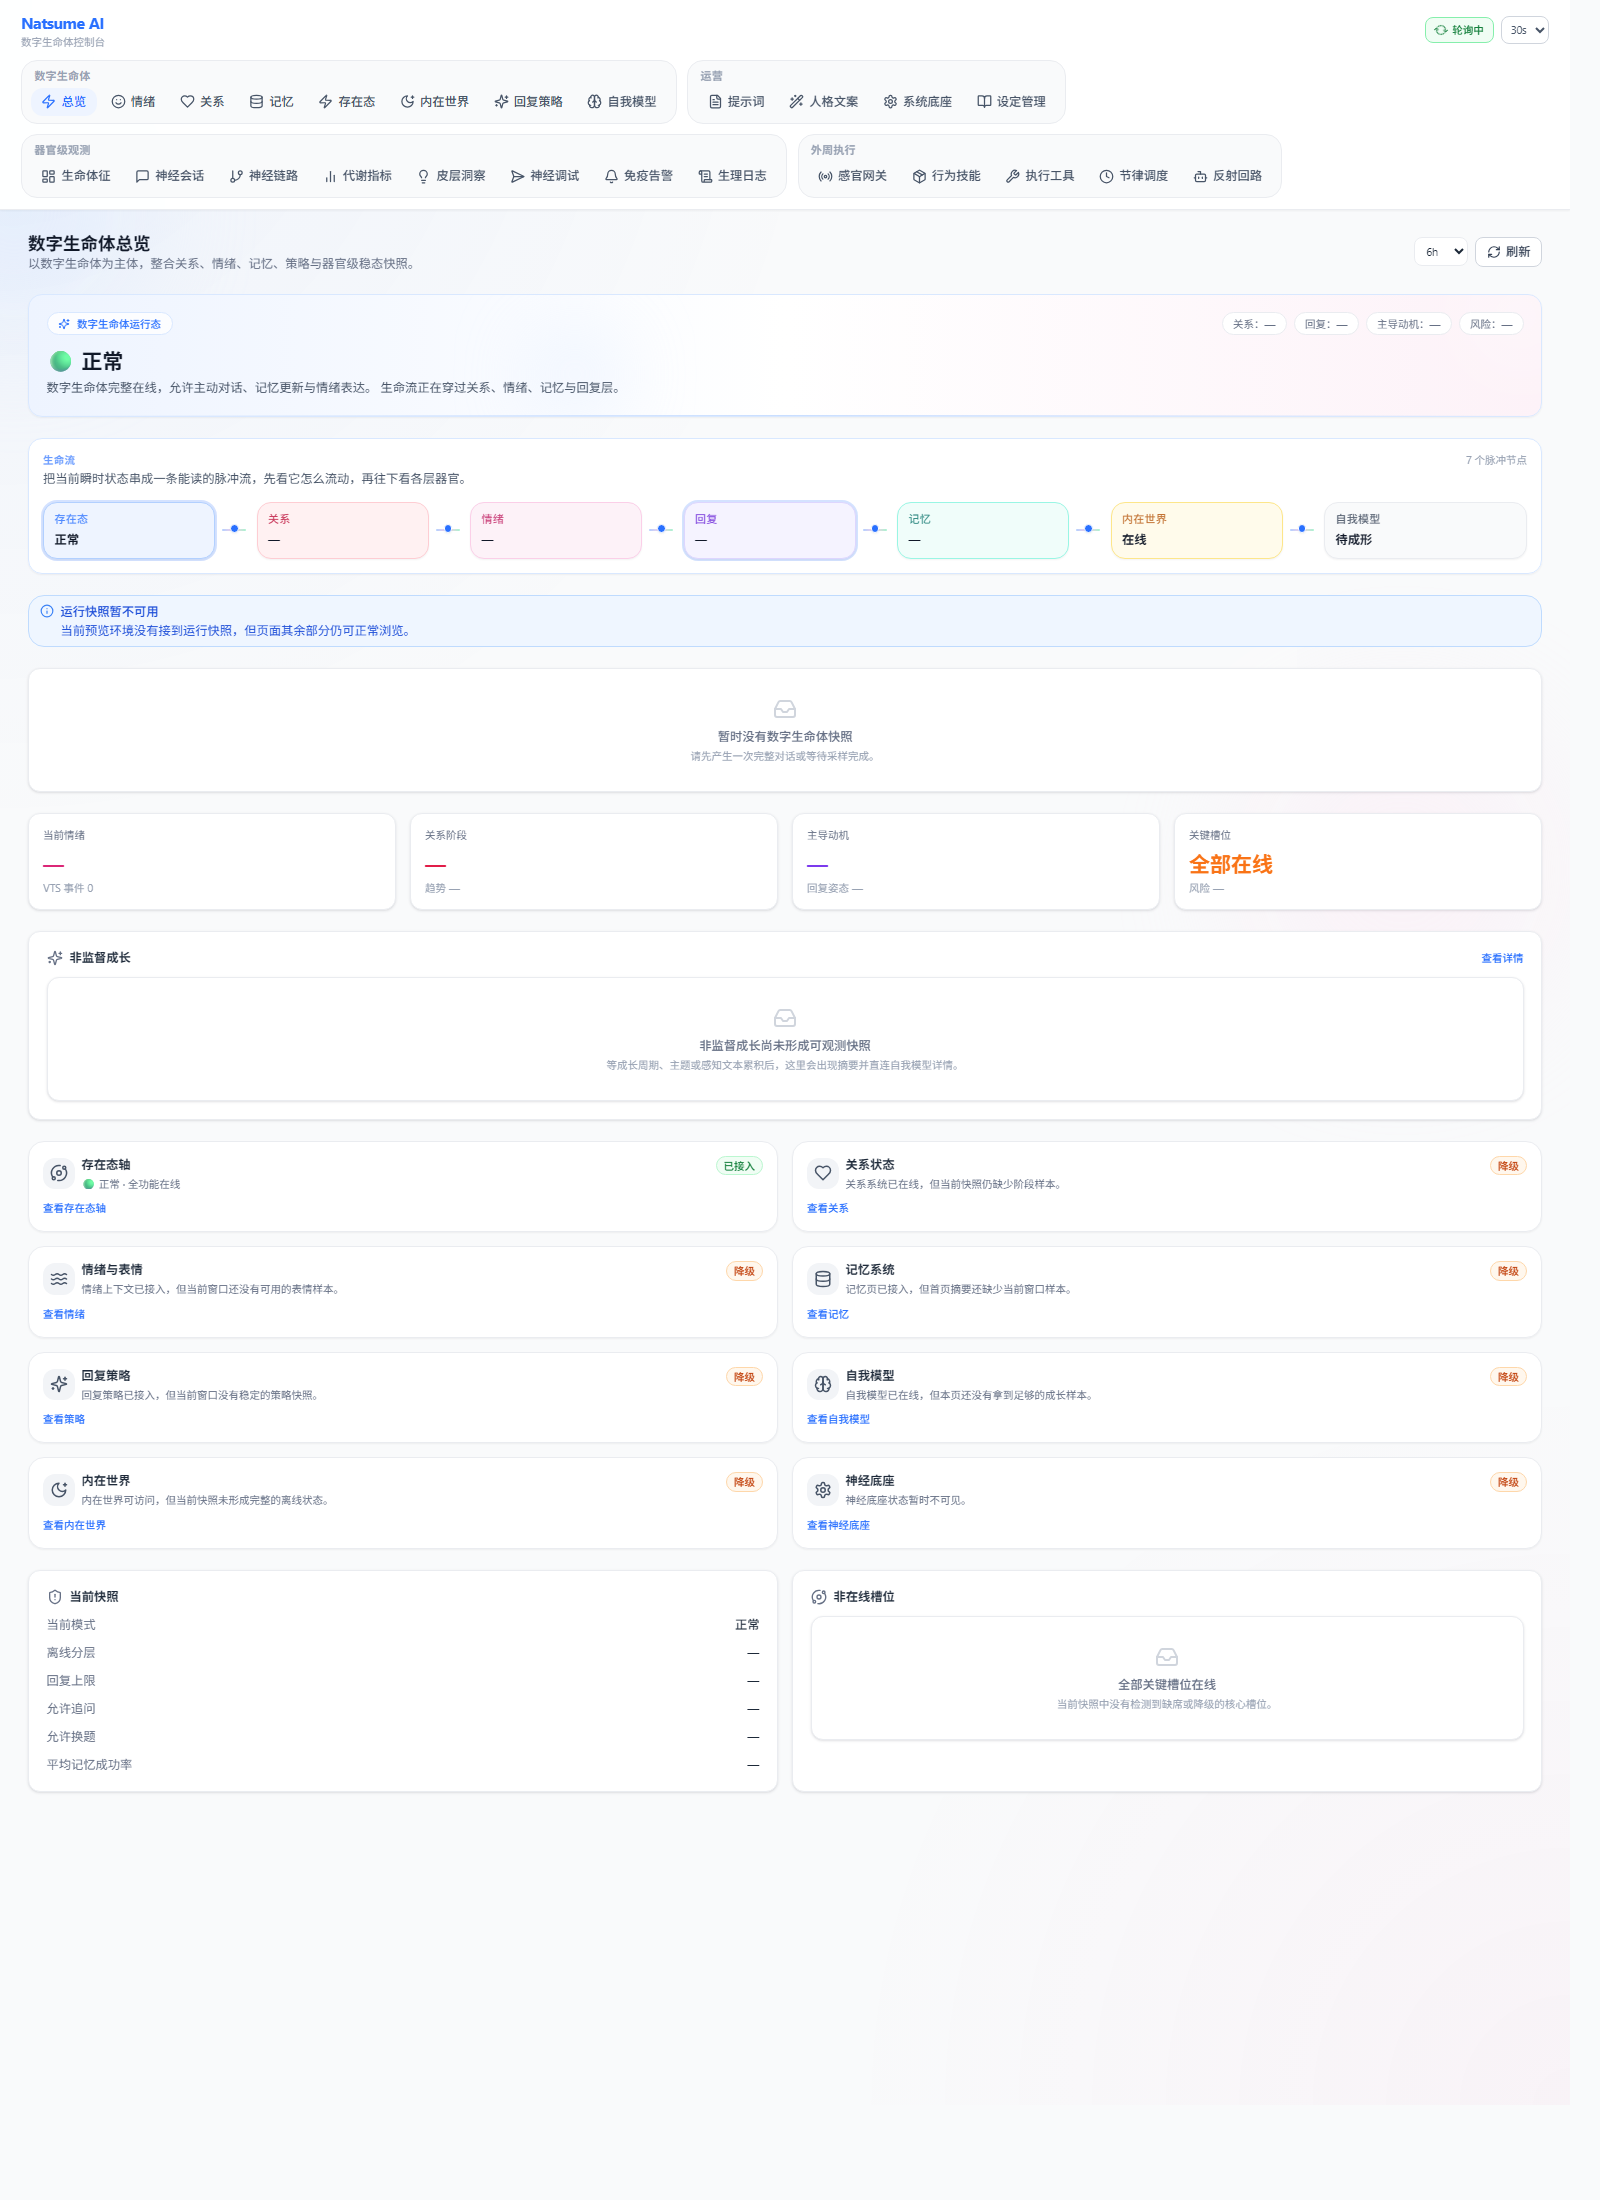 Natsume AI
数字生命体控制台
轮询中
30s
数字生命体
总览 情绪 关系 记忆 存在态 内在世界 回复策略 自我模型
运营
提示词 人格文案 系统底座 设定管理
器官级观测
生命体征 神经会话 神经链路 代谢指标 皮层洞察 神经调试 免疫告警 生理日志
外周执行
感官网关 行为技能 执行工具 节律调度 反射回路
数字生命体总览
以数字生命体为主体，整合关系、情绪、记忆、策略与器官级稳态快照。
6h
刷新
数字生命体运行态
关系：—
回复：—
主导动机：—
风险：—
正常
数字生命体完整在线，允许主动对话、记忆更新与情绪表达。 生命流正在穿过关系、情绪、记忆与回复层。
生命流
7 个脉冲节点
把当前瞬时状态串成一条能读的脉冲流，先看它怎么流动，再往下看各层器官。
存在态
正常
关系
—
情绪
—
回复
—
记忆
—
内在世界
在线
自我模型
待成形
运行快照暂不可用
当前预览环境没有接到运行快照，但页面其余部分仍可正常浏览。
暂时没有数字生命体快照
请先产生一次完整对话或等待采样完成。
当前情绪
—
VTS 事件 0
关系阶段
—
趋势 —
主导动机
—
回复姿态 —
关键槽位
全部在线
风险 —
非监督成长
查看详情
非监督成长尚未形成可观测快照
等成长周期、主题或感知文本累积后，这里会出现摘要并直连自我模型详情。
存在态轴
已接入
正常 · 全功能在线
查看存在态轴
关系状态
降级
关系系统已在线，但当前快照仍缺少阶段样本。
查看关系
情绪与表情
降级
情绪上下文已接入，但当前窗口还没有可用的表情样本。
查看情绪
记忆系统
降级
记忆页已接入，但首页摘要还缺少当前窗口样本。
查看记忆
回复策略
降级
回复策略已接入，但当前窗口没有稳定的策略快照。
查看策略
自我模型
降级
自我模型已在线，但本页还没有拿到足够的成长样本。
查看自我模型
内在世界
降级
内在世界可访问，但当前快照未形成完整的离线状态。
查看内在世界
神经底座
降级
神经底座状态暂时不可见。
查看神经底座
当前快照
当前模式 正常
离线分层 —
回复上限 —
允许追问 —
允许换题 —
平均记忆成功率 —
非在线槽位
全部关键槽位在线
当前快照中没有检测到缺席或降级的核心槽位。